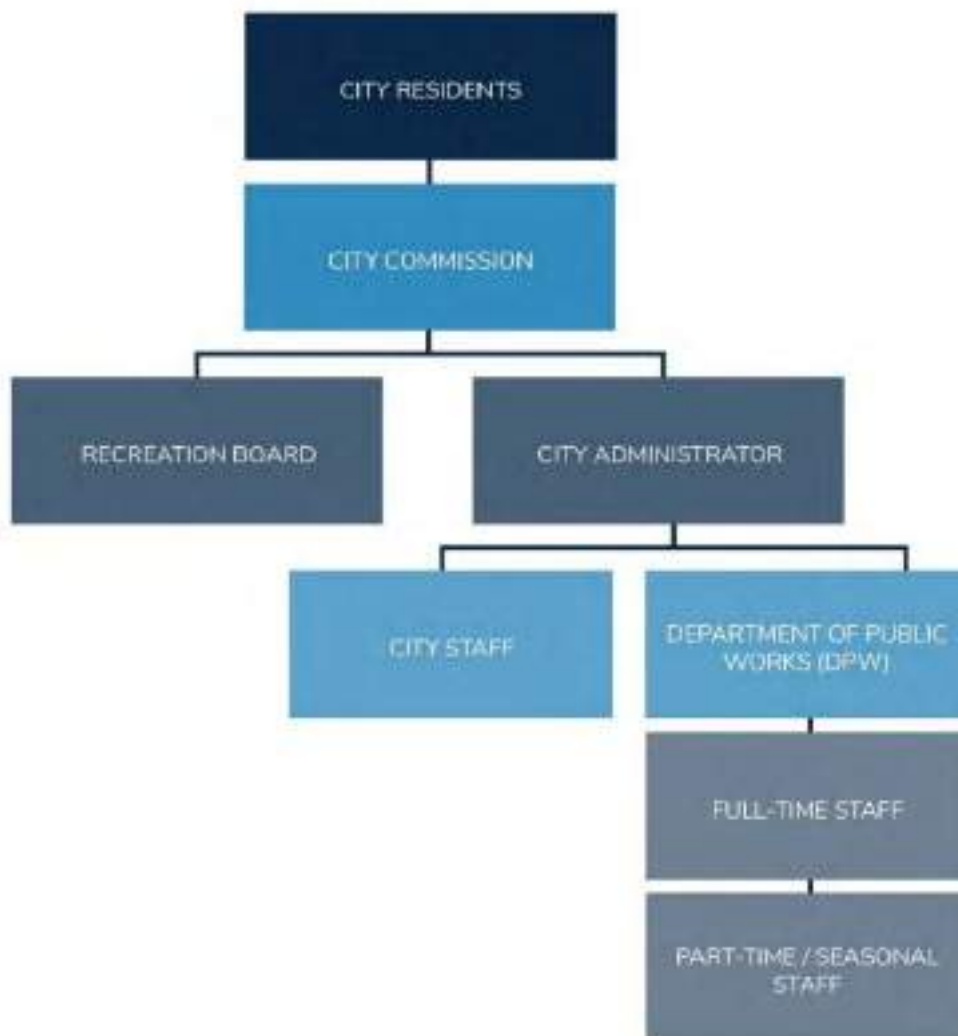 CITY RESIDENTS
CITY COMMISSION
RECREATION BOARD
CITY ADMINISTRATOR
CITY STAFF
DEPARTMENT OF PUBLIC
WORKS (DPW)
FULL-TIME STAFF
PART-TIME / SEASONAL
STAFF